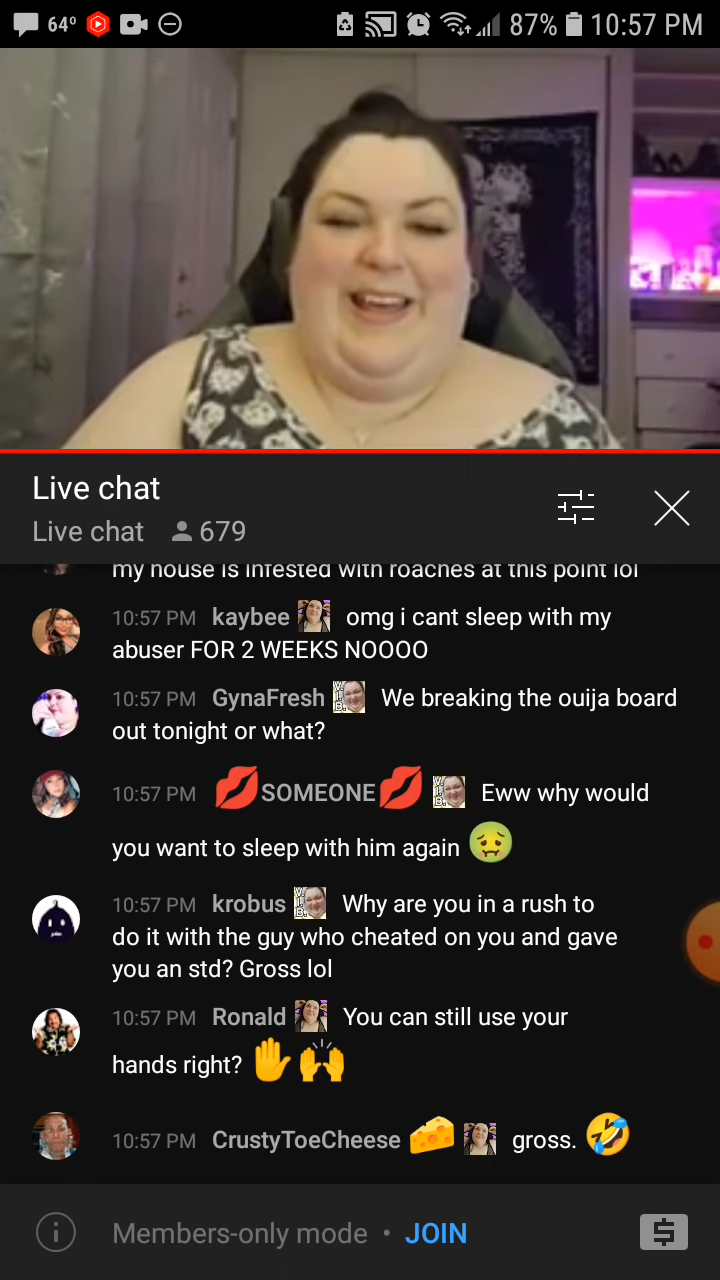 64° 87% 10:57 PM
Live chat
Live chat 679
my house is infested with roaches at this point lol
10:57 PM kaybee omg i cant sleep with my
abuser FOR 2 WEEKS NOOOO
10:57 PM GynaFresh We breaking the ouija board
out tonight or what?
10:57 PM 💋SOMEONE💋 Eww why would
you want to sleep with him again 🤢
10:57 PM krobus Why are you in a rush to
do it with the guy who cheated on you and gave
you an std? Gross lol
10:57 PM Ronald You can still use your
hands right? ✋🙌
10:57 PM CrustyToeCheese 🧀 gross. 🤣
Members-only mode • JOIN